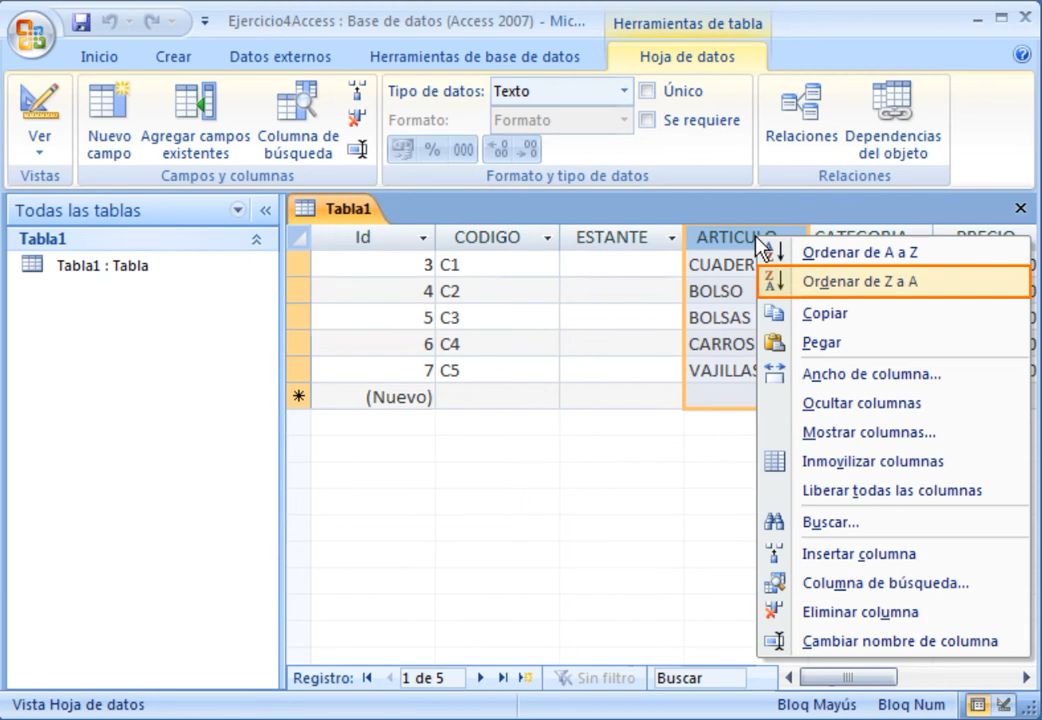 Ejercicio4Access : Base de datos (Access 2007) - Mic...
Herramientas de tabla
Inicio
Crear
Datos externos
Herramientas de base de datos
Hoja de datos
Ver
Vistas
Nuevo
campo
Agregar campos
existentes
Columna de
búsqueda
Campos y columnas
Tipo de datos: Texto
Formato: Formato
% 000
Único
Se requiere
Formato y tipo de datos
Relaciones
Dependencias
del objeto
Relaciones
Todas las tablas
Tabla1
Tabla1 : Tabla
Tabla1
Id CODIGO ESTANTE ARTICULO
3 C1
4 C2 BOLSO
5 C3 BOLSAS
6 C4 CARROS
7 C5 VAJILLAS
(Nuevo)
Ordenar de A a Z
Ordenar de Z a A
Copiar
Pegar
Ancho de columna...
Ocultar columnas
Mostrar columnas...
Inmovilizar columnas
Liberar todas las columnas
Buscar...
Insertar columna
Columna de búsqueda...
Eliminar columna
Cambiar nombre de columna
Registro: 1 de 5 Sin filtro Buscar
Vista Hoja de datos
Bloq Mayús Bloq Num